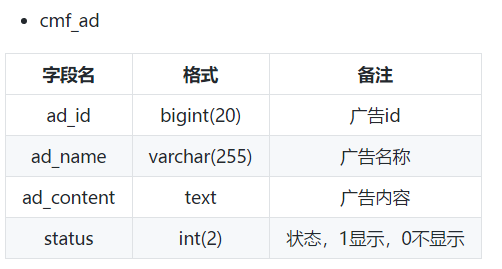 cmf_ad
字段名 格式 备注
ad_id bigint(20) 广告id
ad_name varchar(255) 广告名称
ad_content text 广告内容
status int(2) 状态，1显示，0不显示